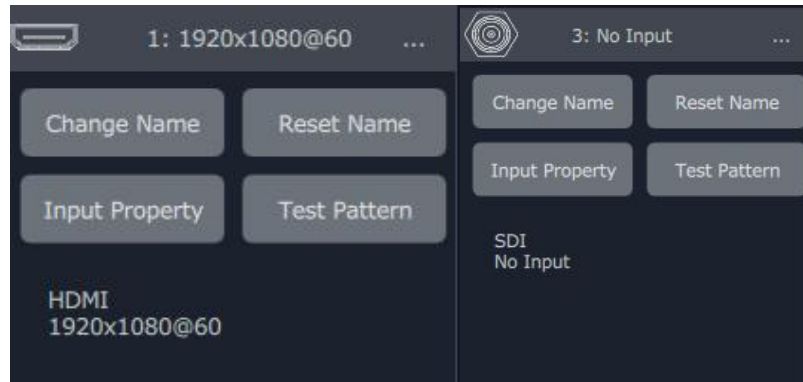 1: 1920x1080@60 ...
Change Name Reset Name
Input Property Test Pattern
HDMI
1920x1080@60
3: No Input ...
Change Name Reset Name
Input Property Test Pattern
SDI
No Input